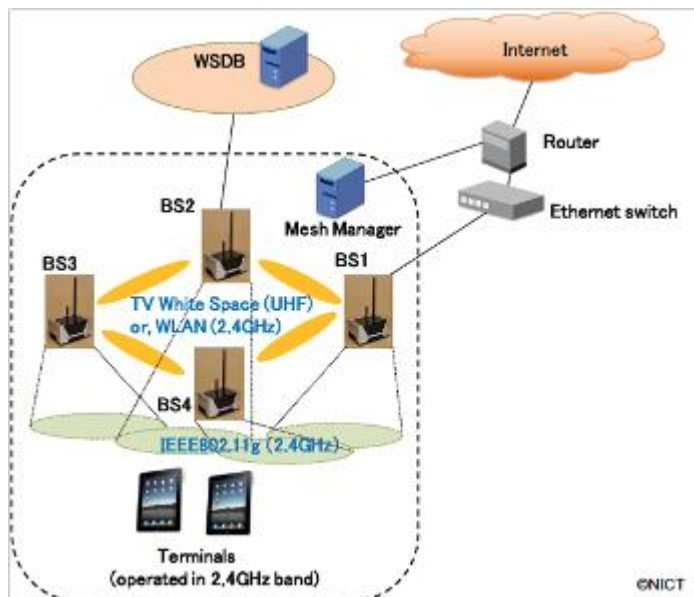 WSDB
Internet
Router
Ethernet switch
Mesh Manager
BS2
BS3
BS1
TV White Space (UHF)
or, WLAN (2,4GHz)
BS4
IEEE802.11g (2.4GHz)
Terminals
(operated in 2,4GHz band)
©NICT